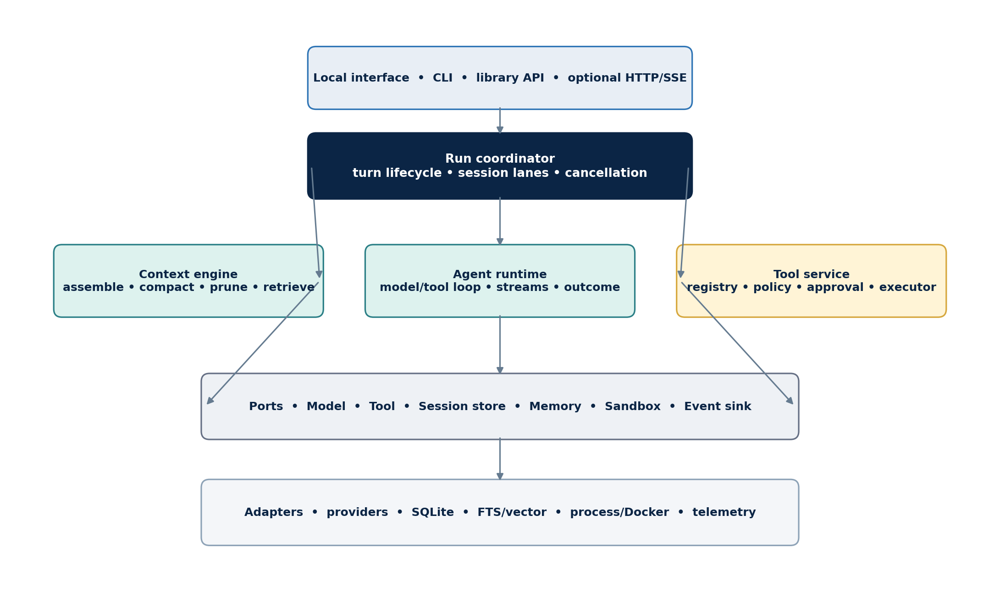 Local interface • CLI • library API • optional HTTP/SSE
Run coordinator
turn lifecycle • session lanes • cancellation
Context engine
assemble • compact • prune • retrieve
Agent runtime
model/tool loop • streams • outcome
Tool service
registry • policy • approval • executor
Ports • Model • Tool • Session store • Memory • Sandbox • Event sink
Adapters • providers • SQLite • FTS/vector • process/Docker • telemetry